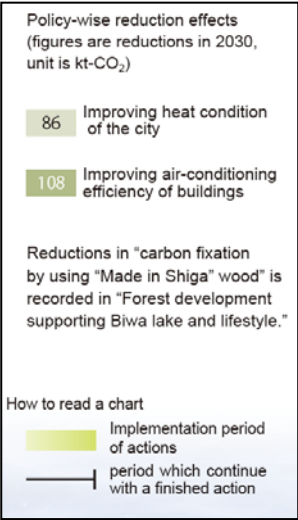 Policy-wise reduction effects
(figures are reductions in 2030,
unit is kt-CO₂)
86 Improving heat condition
of the city
108 Improving air-conditioning
efficiency of buildings
Reductions in “carbon fixation
by using “Made in Shiga” wood” is
recorded in “Forest development
supporting Biwa lake and lifestyle.”
How to read a chart
Implementation period
of actions
period which continue
with a finished action